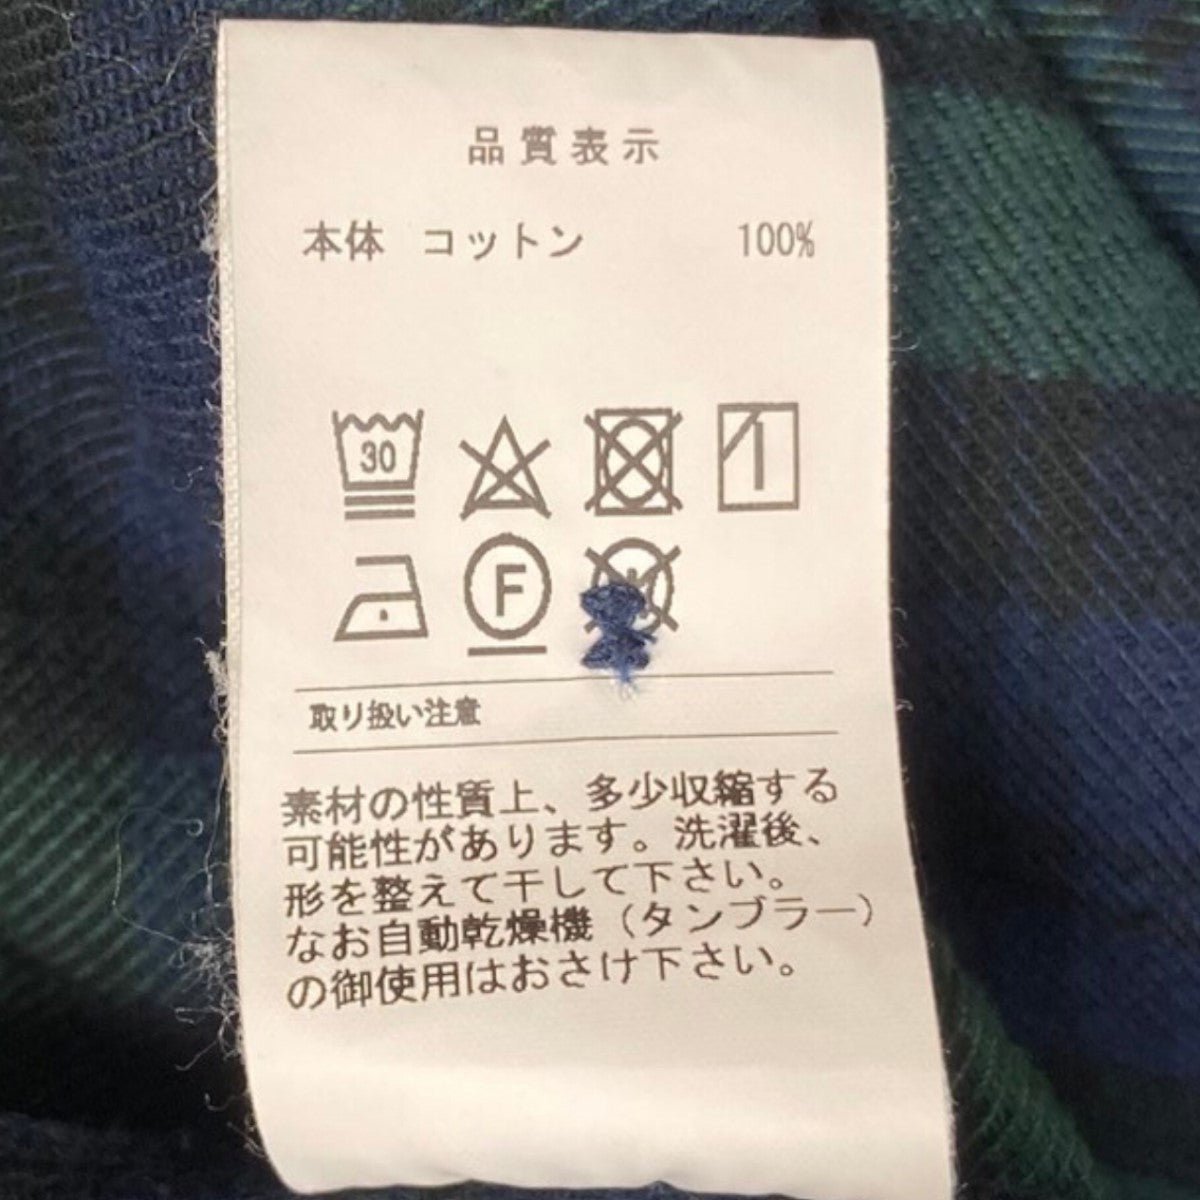 品質表示
本体 コットン 100%
30
F
取り扱い注意
素材の性質上、多少収縮する
可能性があります。洗濯後、
形を整えて干して下さい。
なお自動乾燥機（タンブラー）
の御使用はおさけ下さい。